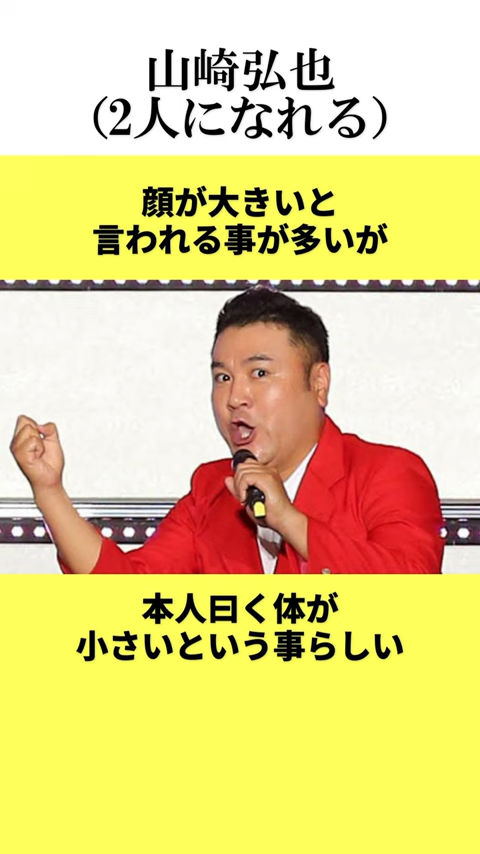 山崎弘也
（2人になれる）
顔が大きいと
言われる事が多いが
本人曰く体が
小さいという事らしい